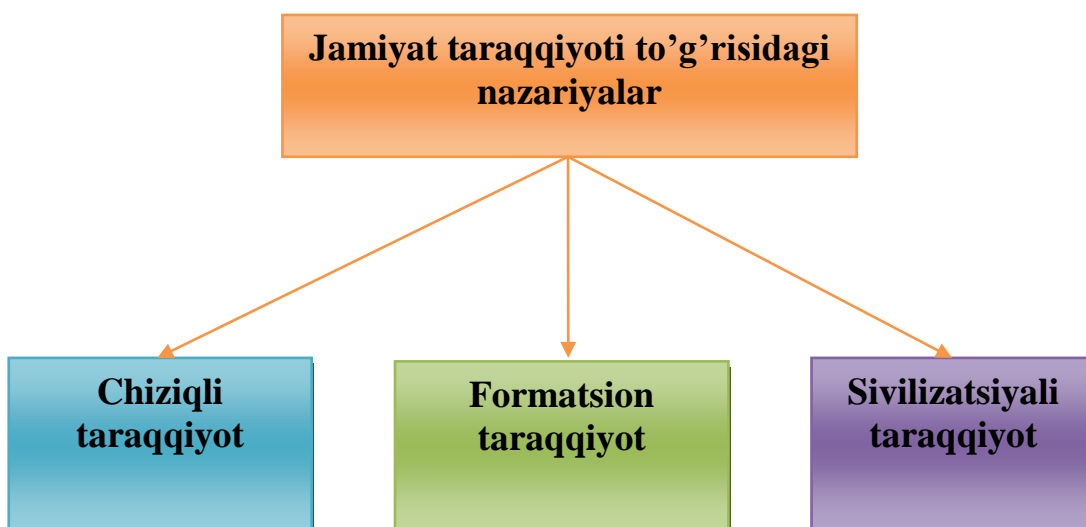 Jamiyat taraqqiyoti to’g’risidagi
nazariyalar
Chiziqli
taraqqiyot
Formatsion
taraqqiyot
Sivilizatsiyali
taraqqiyot